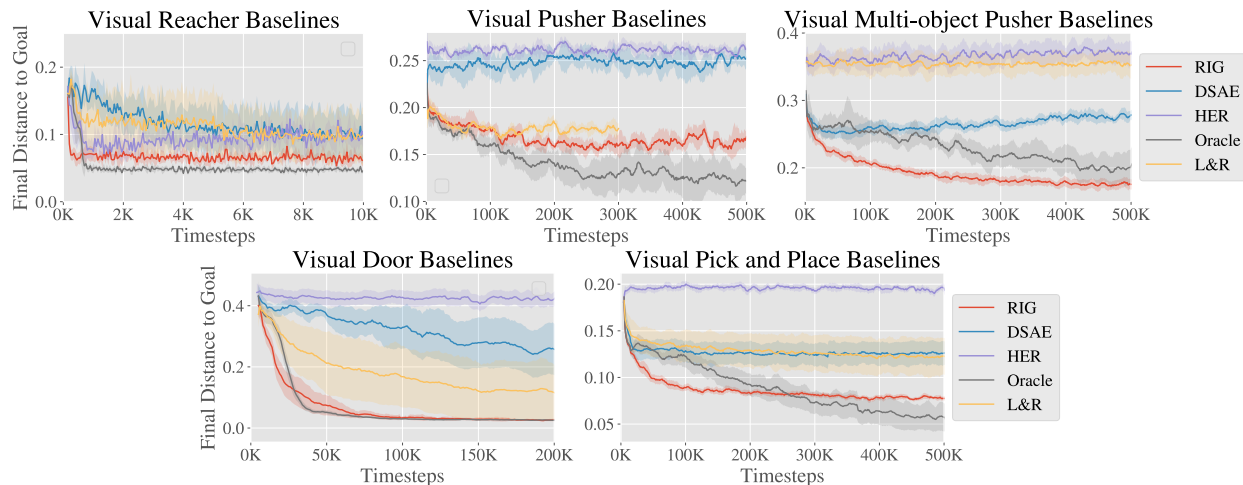 Visual Reacher Baselines
Final Distance to Goal
0.2
0.1
0.0
0K 2K 4K 6K 8K 10K
Timesteps
Visual Pusher Baselines
0.25
0.20
0.15
0.10
0K 100K 200K 300K 400K 500K
Timesteps
Visual Multi-object Pusher Baselines
0.4
0.3
0.2
0K 100K 200K 300K 400K 500K
Timesteps
RIG
DSAE
HER
Oracle
L&R
Visual Door Baselines
Final Distance to Goal
0.4
0.2
0.0
0K 50K 100K 150K 200K
Timesteps
Visual Pick and Place Baselines
0.20
0.15
0.10
0.05
0K 100K 200K 300K 400K 500K
Timesteps
RIG
DSAE
HER
Oracle
L&R